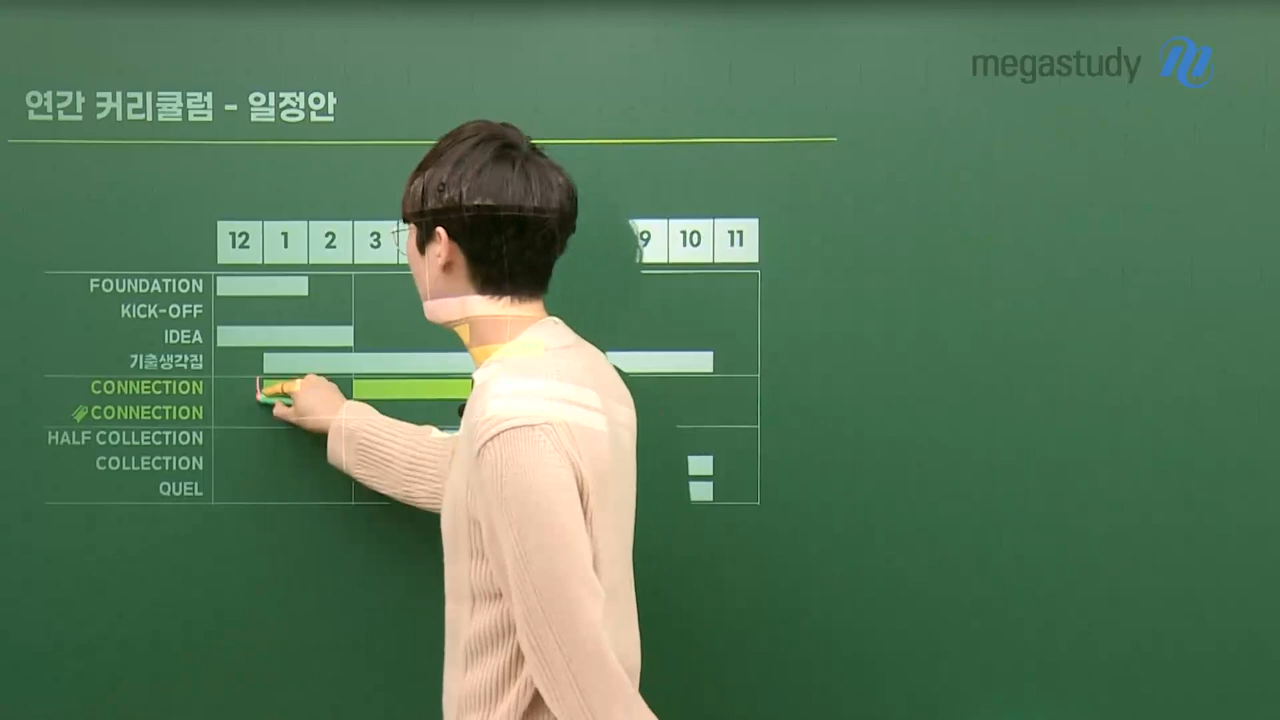 megastudy
연간 커리큘럼 - 일정안
12 1 2 3 9 10 11
FOUNDATION
KICK-OFF
IDEA
기출생각집
CONNECTION
CONNECTION
HALF COLLECTION
COLLECTION
QUEL